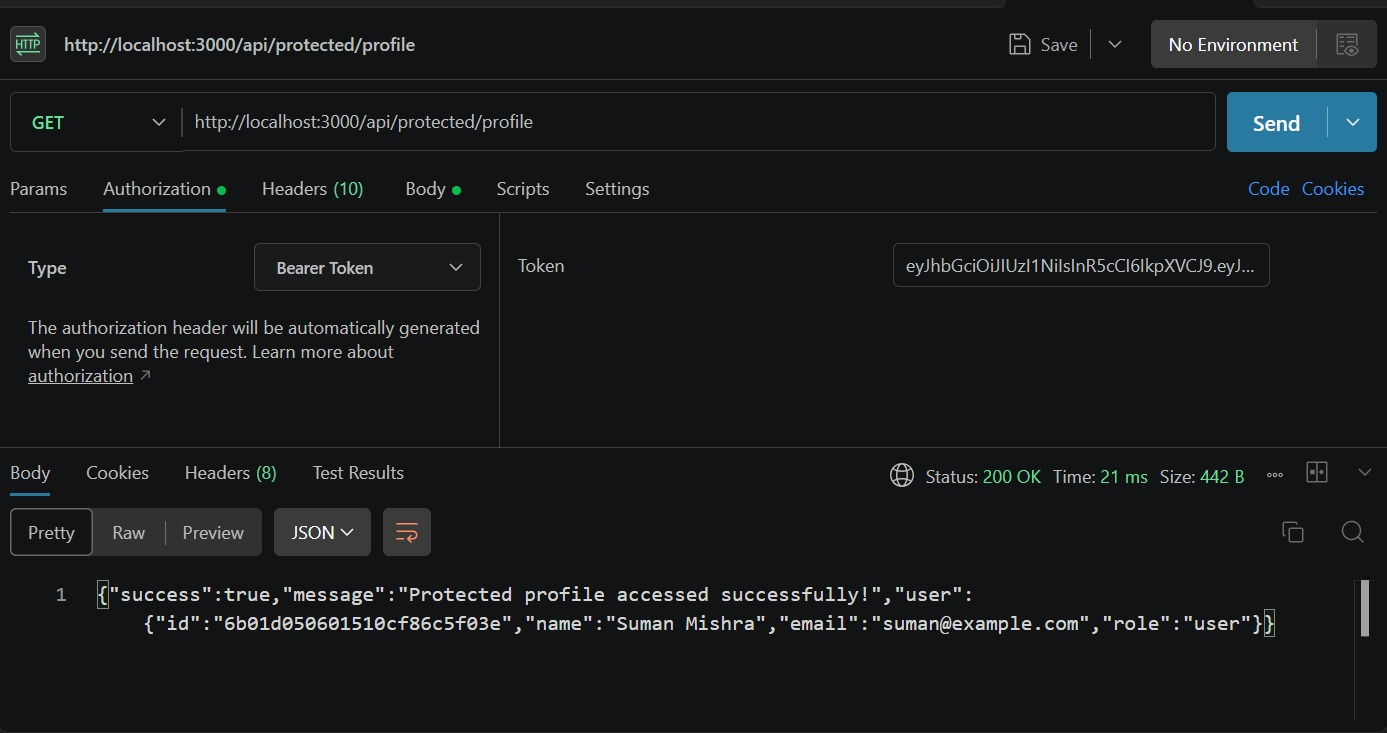 HTTP http://localhost:3000/api/protected/profile Save No Environment
GET http://localhost:3000/api/protected/profile Send
Params Authorization Headers (10) Body Scripts Settings Code Cookies
Type Bearer Token Token eyJhbGciOiJIUzI1NiIsInR5cCI6IkpXVCJ9.eyJ...
The authorization header will be automatically generated
when you send the request. Learn more about
authorization ↗
Body Cookies Headers (8) Test Results Status: 200 OK Time: 21 ms Size: 442 B
Pretty Raw Preview JSON
1 {"success":true,"message":"Protected profile accessed successfully!","user":
{"id":"6b01d050601510cf86c5f03e","name":"Suman Mishra","email":"suman@example.com","role":"user"}}